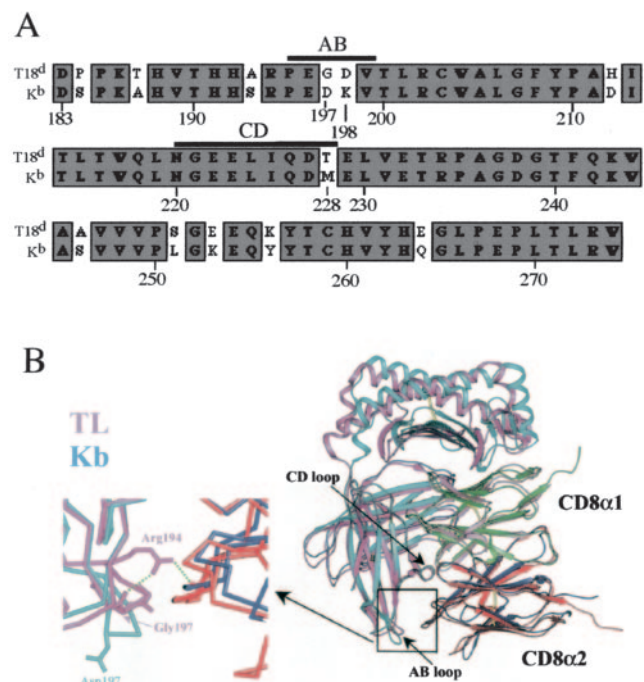 A
AB
T18d D P P K T H V T H H A R P E G D V T L R C W A L G F Y P A H I
Kb D S P K A H V T H H S R P E D K V T L R C W A L G F Y P A D I
183 190 197 198 200 210
CD
T18d T L T W Q L N G E E L I Q D T E L V E T R P A G D G T F Q K W
Kb T L T W Q L N G E E L I Q D M E L V E T R P A G D G T F Q K W
220 228 230 240
T18d A A V V V P S G E E Q K Y T C H V Y H E G L P E P L T L R W
Kb A S V V V P L G K E Q Y Y T C H V Y H Q G L P E P L T L R W
250 260 270
B
TL
Kb
Arg194
Gly197
Asp197
CD loop
CD8α1
CD8α2
AB loop